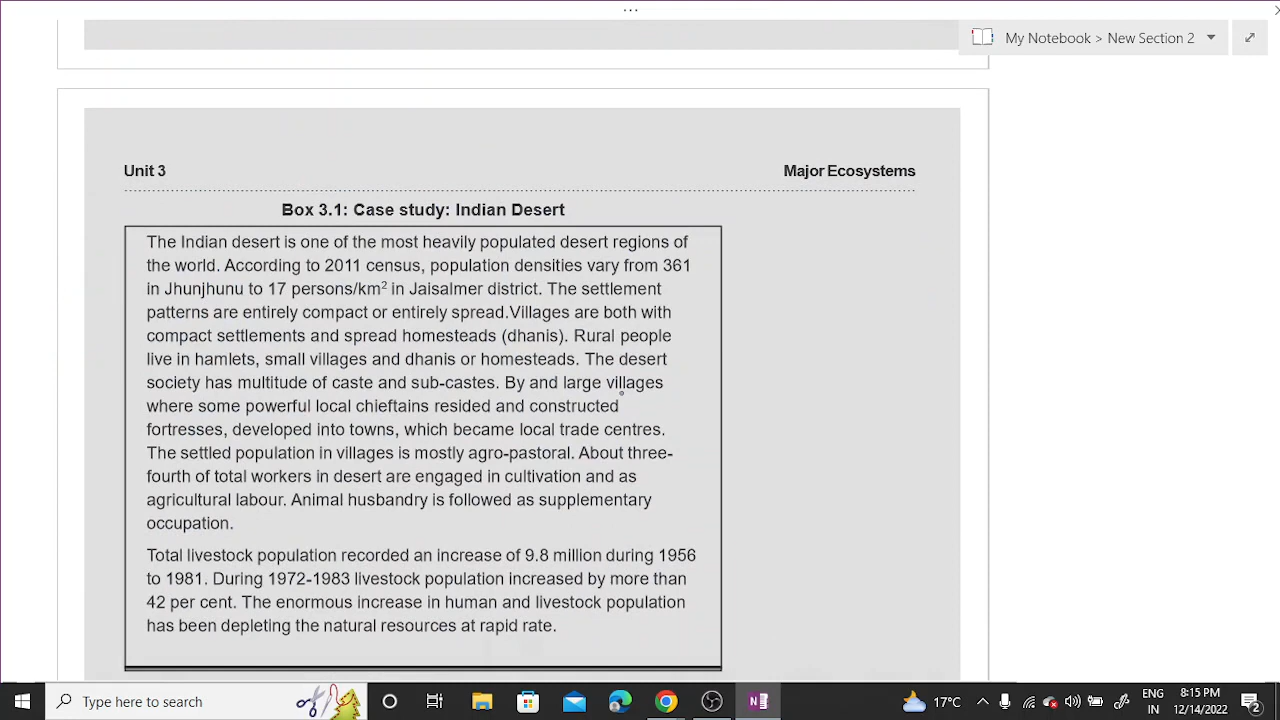 ...
My Notebook > New Section 2
Unit 3
Major Ecosystems
Box 3.1: Case study: Indian Desert
The Indian desert is one of the most heavily populated desert regions of
the world. According to 2011 census, population densities vary from 361
in Jhunjhunu to 17 persons/km² in Jaisalmer district. The settlement
patterns are entirely compact or entirely spread.Villages are both with
compact settlements and spread homesteads (dhanis). Rural people
live in hamlets, small villages and dhanis or homesteads. The desert
society has multitude of caste and sub-castes. By and large villages
where some powerful local chieftains resided and constructed
fortresses, developed into towns, which became local trade centres.
The settled population in villages is mostly agro-pastoral. About three-
fourth of total workers in desert are engaged in cultivation and as
agricultural labour. Animal husbandry is followed as supplementary
occupation.
Total livestock population recorded an increase of 9.8 million during 1956
to 1981. During 1972-1983 livestock population increased by more than
42 per cent. The enormous increase in human and livestock population
has been depleting the natural resources at rapid rate.
Type here to search
17°C
ENG
IN
8:15 PM
12/14/2022
2